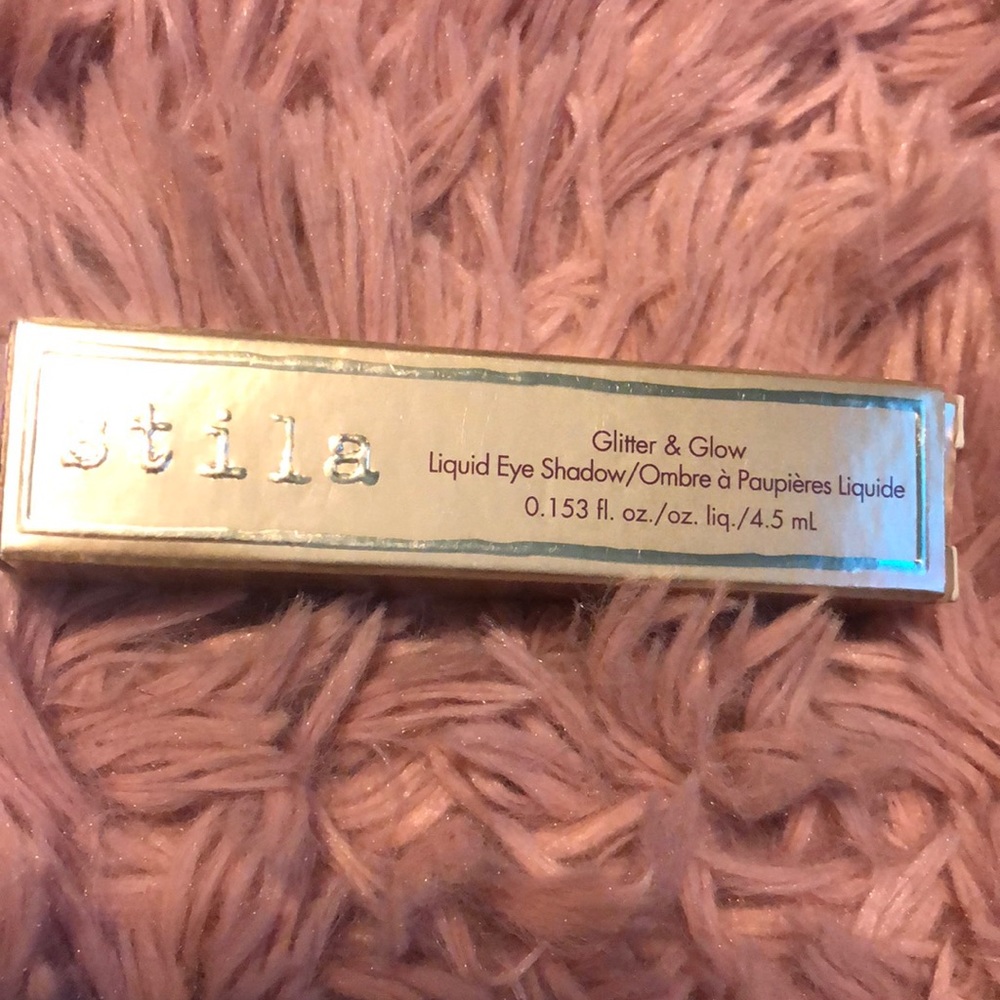 stila
Glitter & Glow
Liquid Eye Shadow/Ombre à Paupières Liquide
0.153 fl. oz./oz. liq./4.5 mL